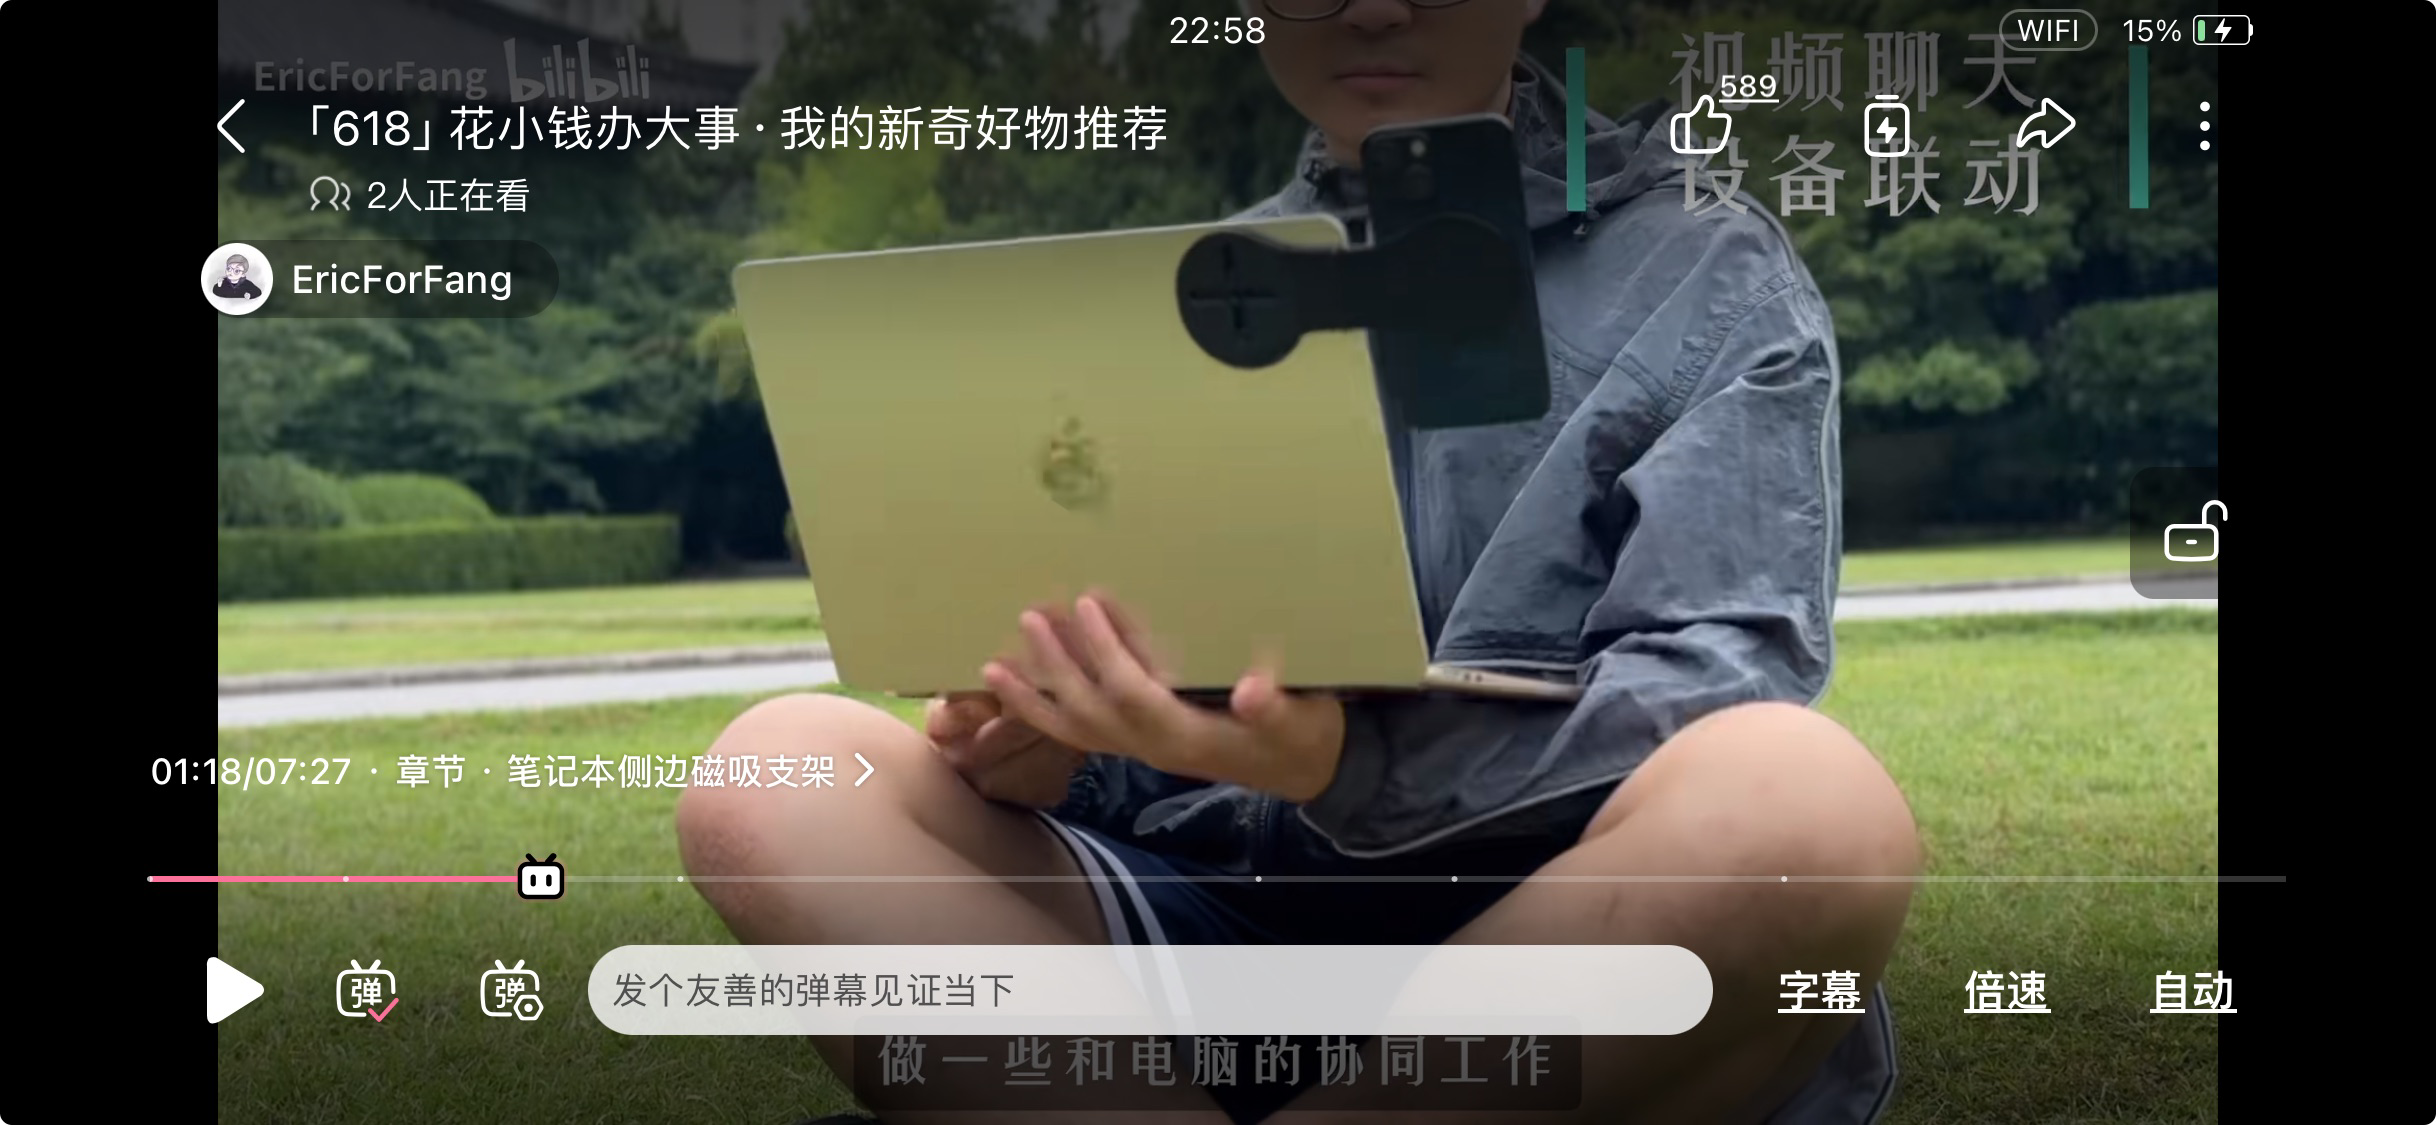 22:58
WIFI 15%
EricForFang bilibili
视频聊天
设备联动
589
「618」花小钱办大事·我的新奇好物推荐
2人正在看
EricForFang
01:18/07:27 · 章节 · 笔记本侧边磁吸支架
弹
弹
发个友善的弹幕见证当下
字幕 倍速 自动
做一些和电脑的协同工作